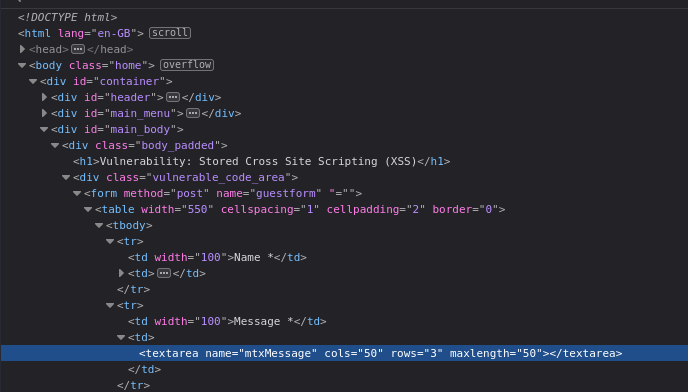 <!DOCTYPE html>
<html lang="en-GB"> scroll
<head> ••• </head>
<body class="home"> overflow
<div id="container">
<div id="header"> ••• </div>
<div id="main_menu"> ••• </div>
<div id="main_body">
<div class="body_padded">
<h1>Vulnerability: Stored Cross Site Scripting (XSS)</h1>
<div class="vulnerable_code_area">
<form method="post" name="guestform" "="">
<table width="550" cellspacing="1" cellpadding="2" border="0">
<tbody>
<tr>
<td width="100">Name *</td>
<td> ••• </td>
</tr>
<tr>
<td width="100">Message *</td>
<td>
<textarea name="mtxMessage" cols="50" rows="3" maxlength="50"></textarea>
</td>
</tr>